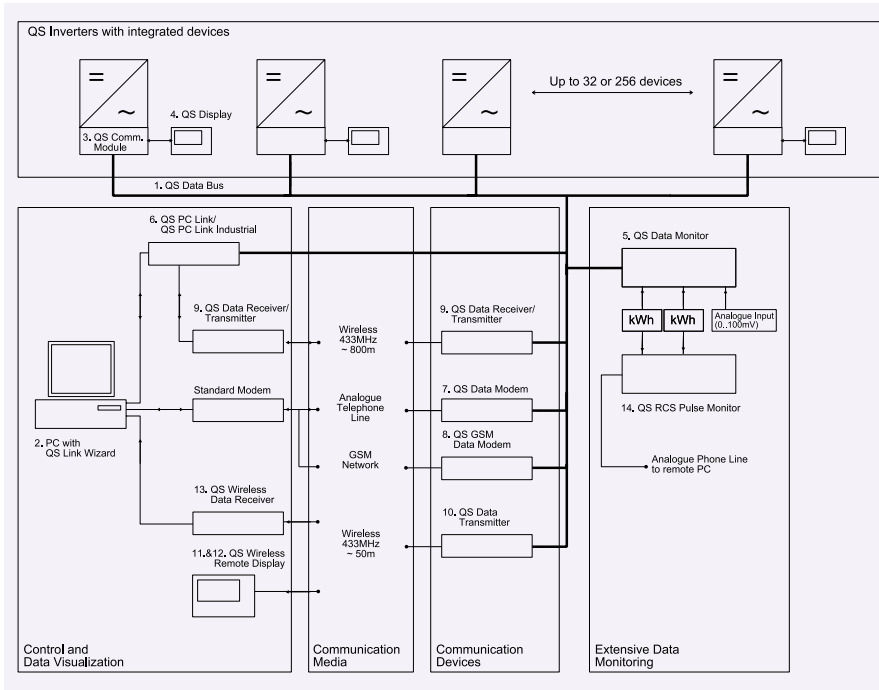 QS Inverters with integrated devices
=
=
=
Up to 32 or 256 devices
=
~
4. QS Display
~
~
~
3. QS Comm.
Module
1. QS Data Bus
6. QS PC Link/
QS PC Link Industrial
9. QS Data Receiver/
Transmitter
Standard Modem
2. PC with
QS Link Wizard
13. QS Wireless
Data Receiver
11.&12. QS Wireless
Remote Display
Control and
Data Visualization
Wireless
433MHz
~ 800m
Analogue
Telephone
Line
GSM
Network
Wireless
433MHz
~ 50m
Communication
Media
9. QS Data Receiver/
Transmitter
7. QS Data Modem
8. QS GSM
Data Modem
10. QS Data
Transmitter
Communication
Devices
5. QS Data Monitor
kWh
kWh
Analogue Input
(0..100mV)
14. QS RCS Pulse Monitor
Analogue Phone Line
to remote PC
Extensive Data
Monitoring